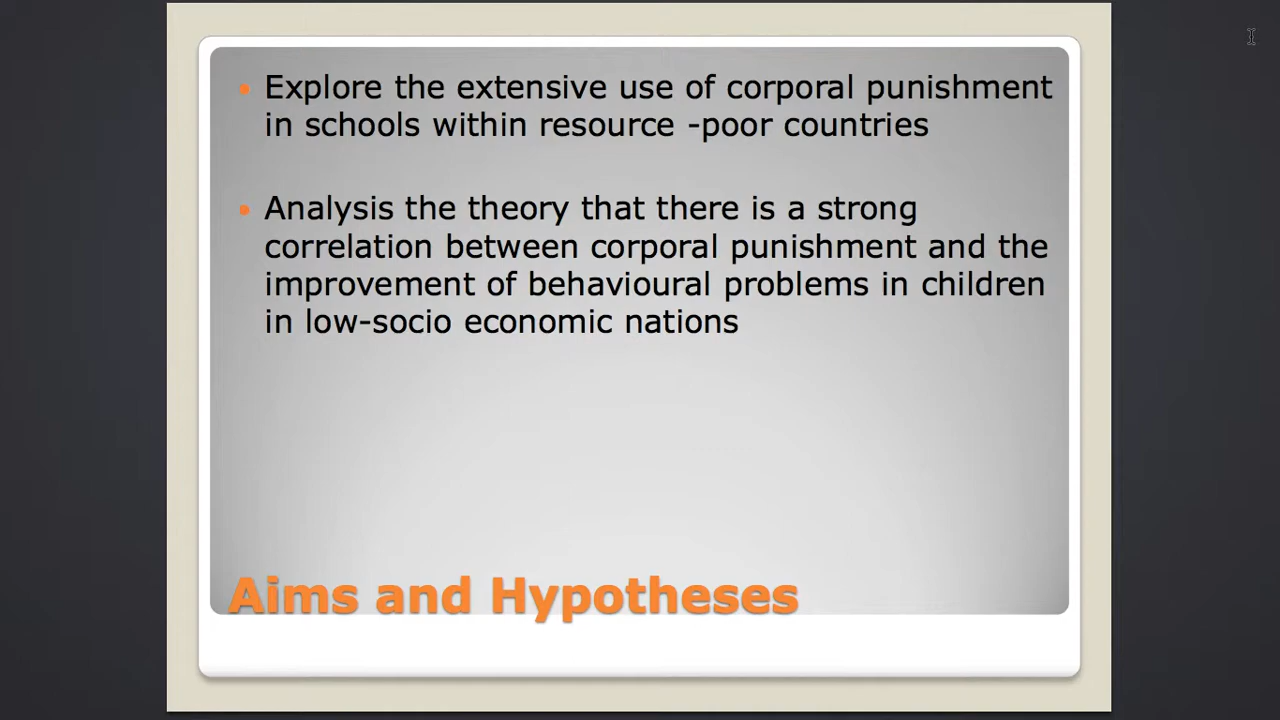 Explore the extensive use of corporal punishment
in schools within resource -poor countries
Analysis the theory that there is a strong
correlation between corporal punishment and the
improvement of behavioural problems in children
in low-socio economic nations
Aims and Hypotheses